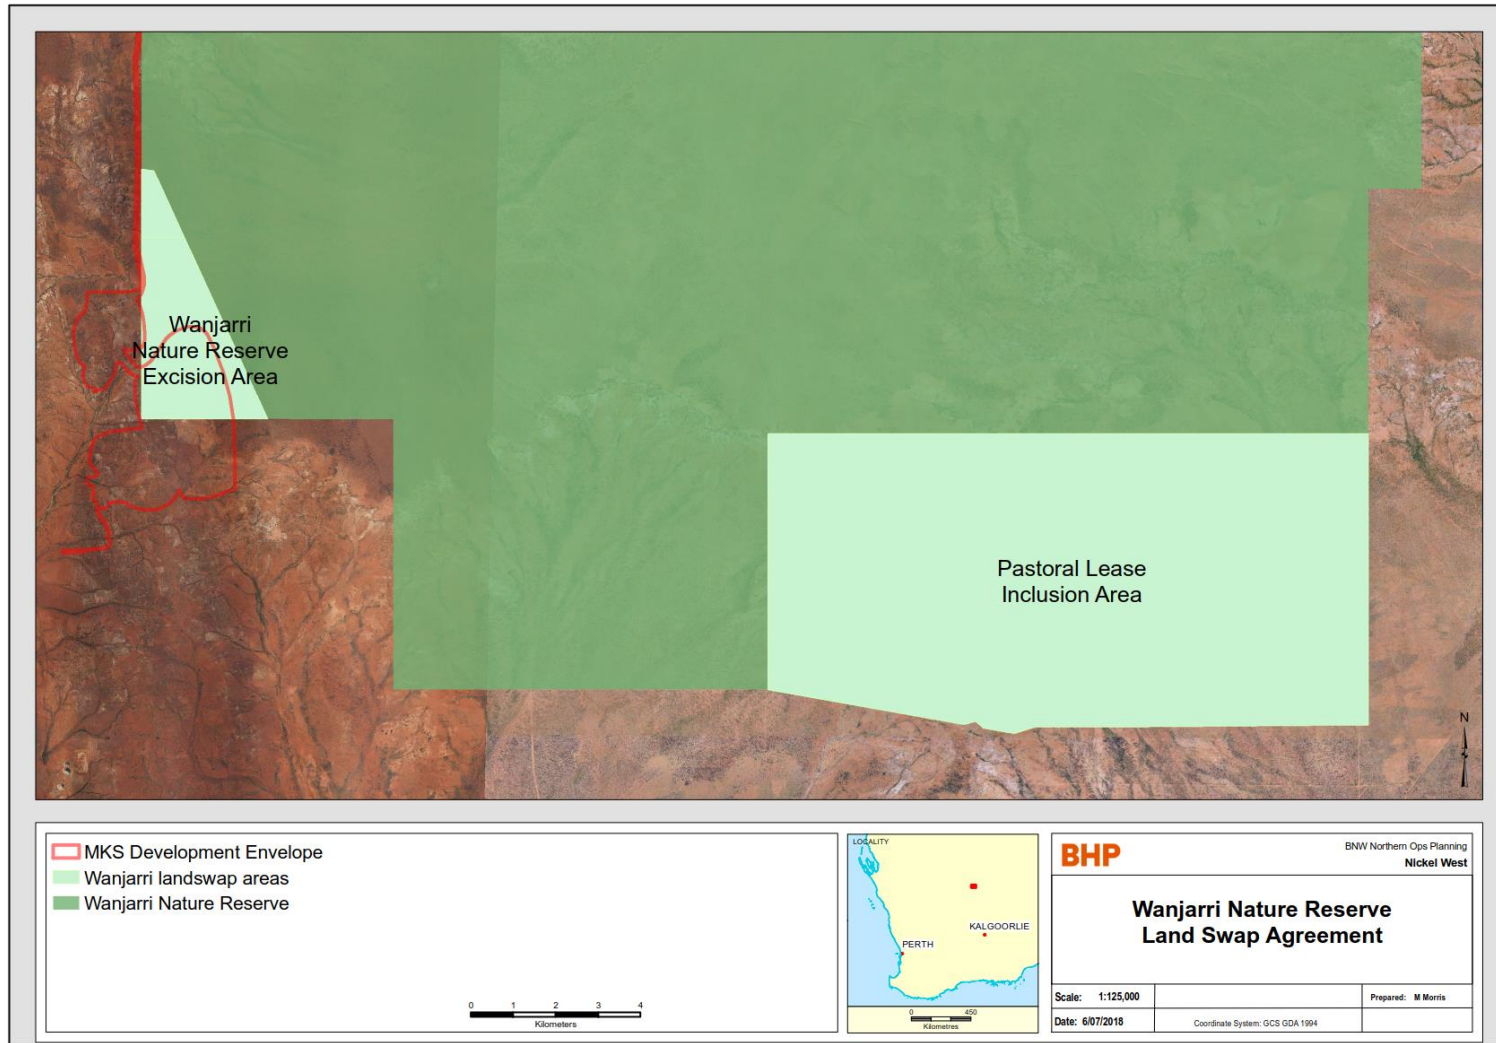 Wanjarri
Nature Reserve
Excision Area
Pastoral Lease
Inclusion Area
N
MKS Development Envelope
Wanjarri landswap areas
Wanjarri Nature Reserve
0 1 2 3 4
Kilometers
LOCALITY
KALGOORLIE
PERTH
0 450
Kilometres
BHP
BNW Northern Ops Planning
Nickel West
Wanjarri Nature Reserve
Land Swap Agreement
Scale: 1:125,000
Prepared: M Morris
Date: 6/07/2018
Coordinate System: GCS GDA 1994